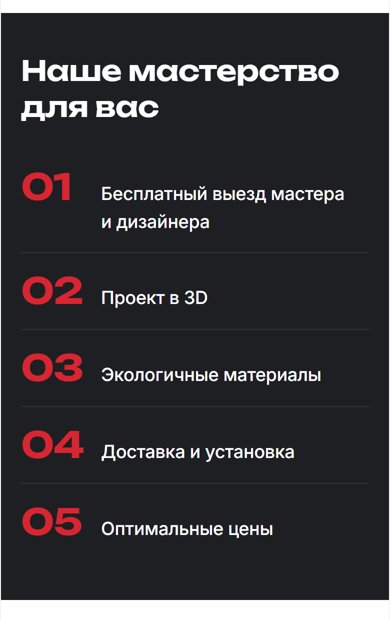 Наше мастерство
для вас
01
Бесплатный выезд мастера
и дизайнера
02
Проект в 3D
03
Экологичные материалы
04
Доставка и установка
05
Оптимальные цены